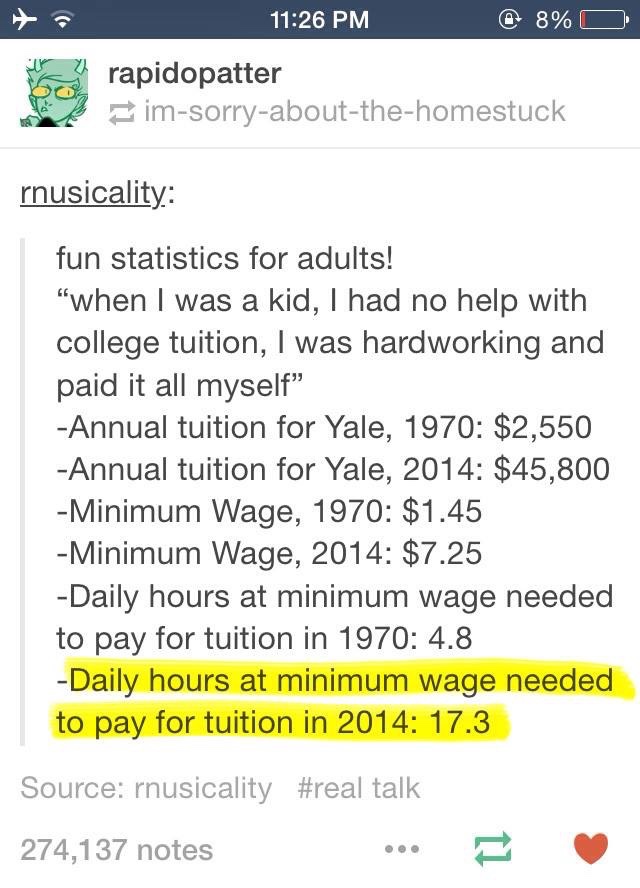 11:26 PM 8%
rapidopatter
im-sorry-about-the-homestuck
rnusicality:
fun statistics for adults!
“when I was a kid, I had no help with
college tuition, I was hardworking and
paid it all myself”
-Annual tuition for Yale, 1970: $2,550
-Annual tuition for Yale, 2014: $45,800
-Minimum Wage, 1970: $1.45
-Minimum Wage, 2014: $7.25
-Daily hours at minimum wage needed
to pay for tuition in 1970: 4.8
-Daily hours at minimum wage needed
to pay for tuition in 2014: 17.3
Source: rnusicality #real talk
274,137 notes